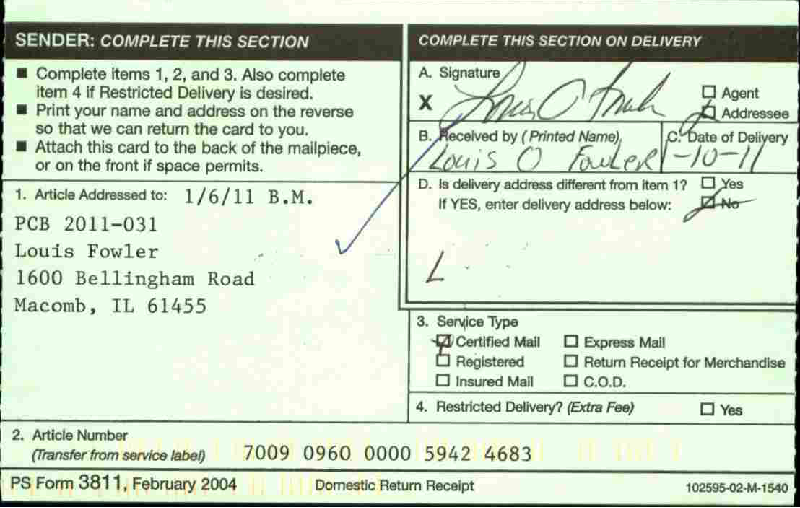 SENDER: COMPLETE THIS SECTION
■ Complete items 1, 2, and 3. Also complete
item 4 if Restricted Delivery is desired.
■ Print your name and address on the reverse
so that we can return the card to you.
■ Attach this card to the back of the mailpiece,
or on the front if space permits.
1. Article Addressed to: 1/6/11 B.M.
PCB 2011-031
Louis Fowler
1600 Bellingham Road
Macomb, IL 61455
COMPLETE THIS SECTION ON DELIVERY
A. Signature
X Louis O Fowler
☐ Agent
☐ Addressee
B. Received by (Printed Name)
Louis O Fowler
C. Date of Delivery
1-10-11
D. Is delivery address different from item 1? ☐ Yes
If YES, enter delivery address below: ☐ No
3. Service Type
☐ Certified Mail ☐ Express Mail
☐ Registered ☐ Return Receipt for Merchandise
☐ Insured Mail ☐ C.O.D.
4. Restricted Delivery? (Extra Fee) ☐ Yes
2. Article Number
(Transfer from service label) 7009 0960 0000 5942 4683
PS Form 3811, February 2004 Domestic Return Receipt 102595-02-M-1540